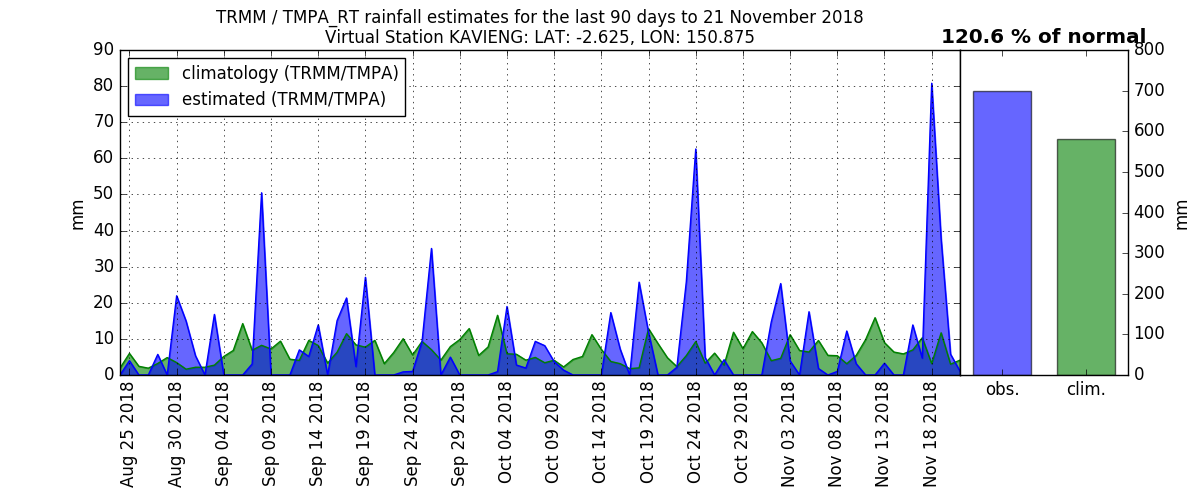 TRMM / TMPA_RT rainfall estimates for the last 90 days to 21 November 2018
Virtual Station KAVIENG: LAT: -2.625, LON: 150.875
120.6 % of normal
climatology (TRMM/TMPA)
estimated (TRMM/TMPA)
90
80
70
60
50
40
30
20
10
0
mm
Aug 25 2018
Aug 30 2018
Sep 04 2018
Sep 09 2018
Sep 14 2018
Sep 19 2018
Sep 24 2018
Sep 29 2018
Oct 04 2018
Oct 09 2018
Oct 14 2018
Oct 19 2018
Oct 24 2018
Oct 29 2018
Nov 03 2018
Nov 08 2018
Nov 13 2018
Nov 18 2018
obs.
clim.
800
700
600
500
400
300
200
100
0
mm